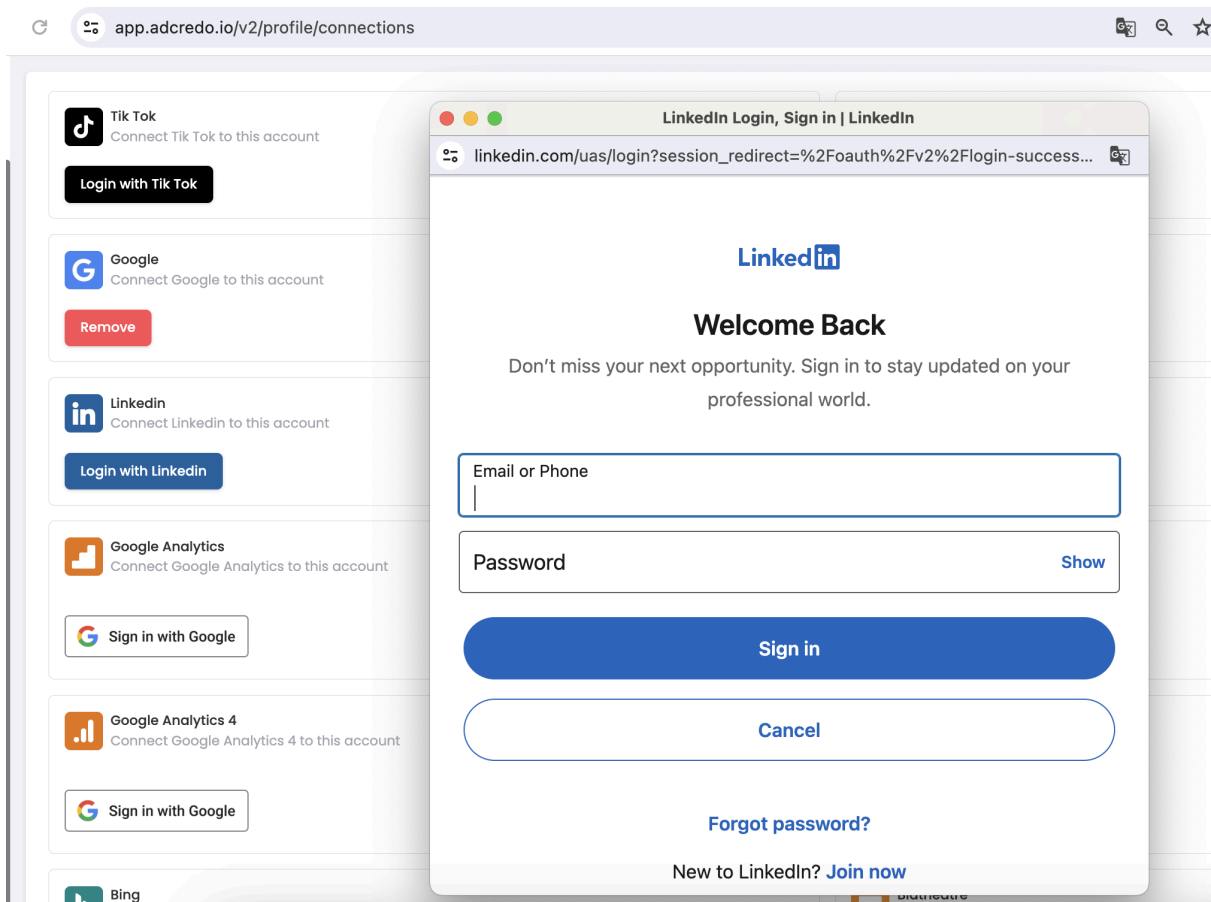 app.adcredo.io/v2/profile/connections
Tik Tok
Connect Tik Tok to this account
Login with Tik Tok
Google
Connect Google to this account
Remove
Linkedin
Connect Linkedin to this account
Login with Linkedin
Google Analytics
Connect Google Analytics to this account
Sign in with Google
Google Analytics 4
Connect Google Analytics 4 to this account
Sign in with Google
Bing
LinkedIn Login, Sign in | LinkedIn
linkedin.com/uas/login?session_redirect=%2Foauth%2Fv2%2Flogin-success...
Linkedin
Welcome Back
Don't miss your next opportunity. Sign in to stay updated on your
professional world.
Email or Phone
Password
Show
Sign in
Cancel
Forgot password?
New to LinkedIn? Join now